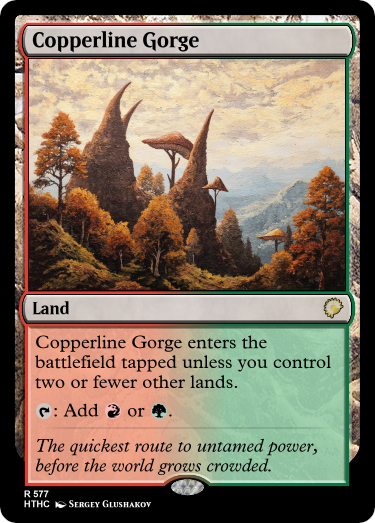 Copperline Gorge
Land
Copperline Gorge enters the
battlefield tapped unless you control
two or fewer other lands.
: Add or .
The quickest route to untamed power,
before the world grows crowded.
R 577
HTHC Sergey Glushakov